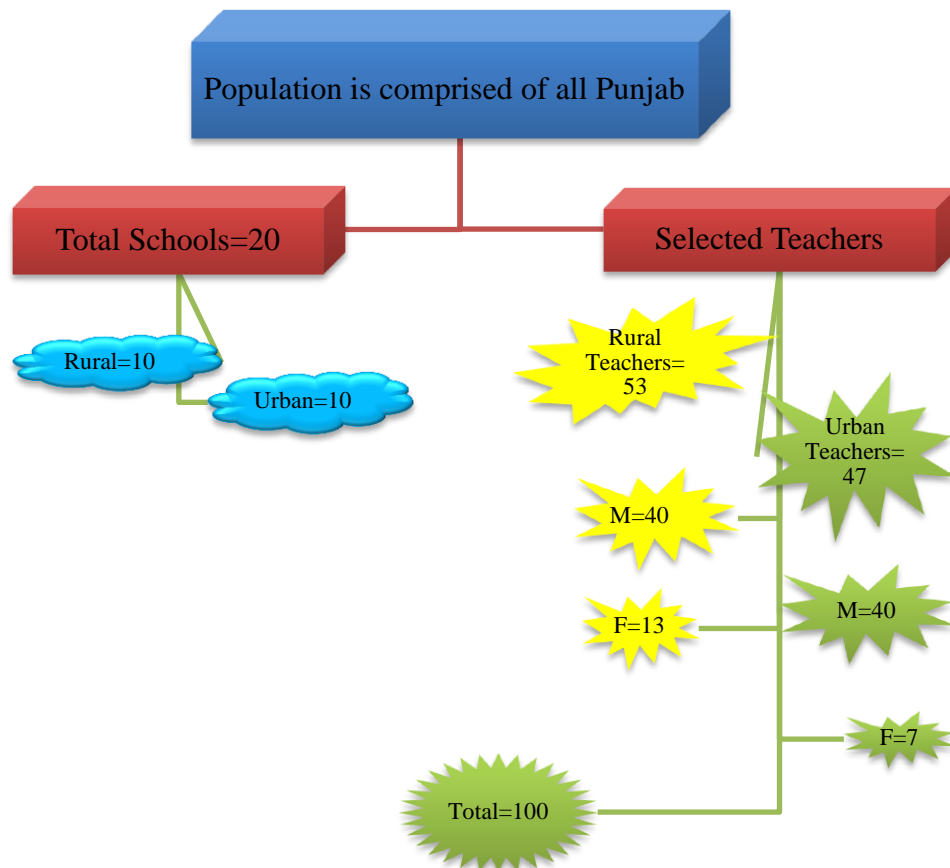 Population is comprised of all Punjab
Total Schools=20
Selected Teachers
Rural=10
Urban=10
Rural
Teachers=
53
Urban
Teachers=
47
M=40
F=13
M=40
F=7
Total=100